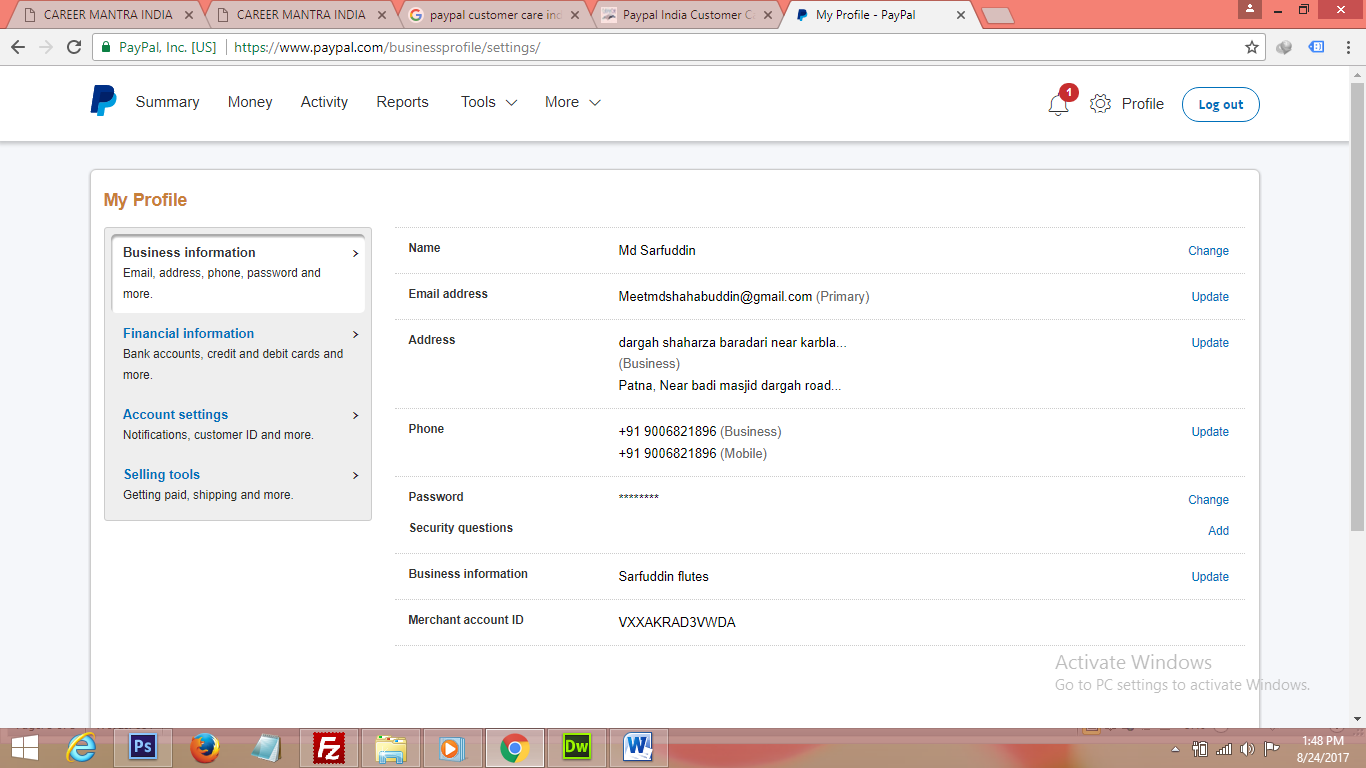 CAREER MANTRA INDIA
CAREER MANTRA INDIA
paypal customer care ind
Paypal India Customer Ca
My Profile - PayPal
PayPal, Inc. [US]
https://www.paypal.com/businessprofile/settings/
Summary
Money
Activity
Reports
Tools
More
1
Profile
Log out
My Profile
Business information
Email, address, phone, password and
more.
Financial information
Bank accounts, credit and debit cards and
more.
Account settings
Notifications, customer ID and more.
Selling tools
Getting paid, shipping and more.
Name
Md Sarfuddin
Change
Email address
Meetmdshahabuddin@gmail.com (Primary)
Update
Address
dargah shaharza baradari near karbla...
Update
(Business)
Patna, Near badi masjid dargah road...
Phone
+91 9006821896 (Business)
Update
+91 9006821896 (Mobile)
Password
********
Change
Security questions
Add
Business information
Sarfuddin flutes
Update
Merchant account ID
VXXAKRAD3VWDA
Activate Windows
Go to PC settings to activate Windows.
Ps
Fz
Dw
W
1:48 PM
8/24/2017